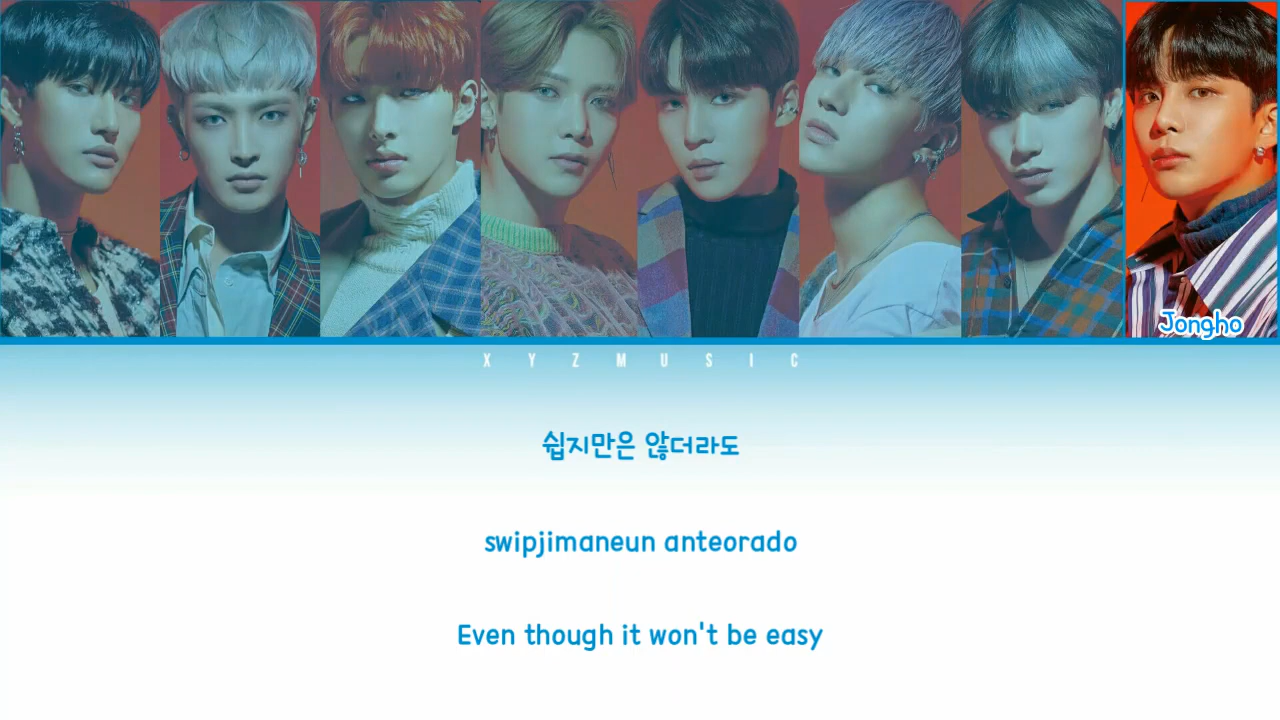 Jongho
X Y Z M U S I C
쉽지만은 않더라도
swipjimaneun anteorado
Even though it won't be easy